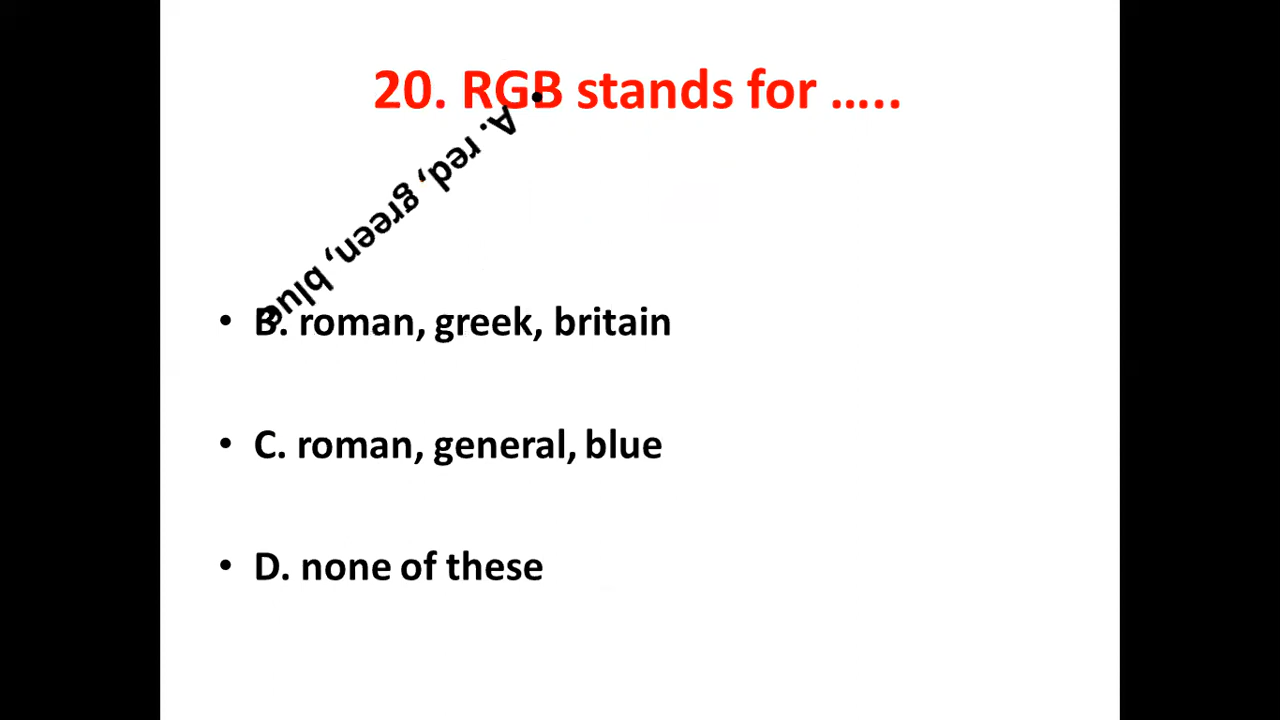 20. RGB stands for …..
• A. red, green, blue
• B. roman, greek, britain
• C. roman, general, blue
• D. none of these